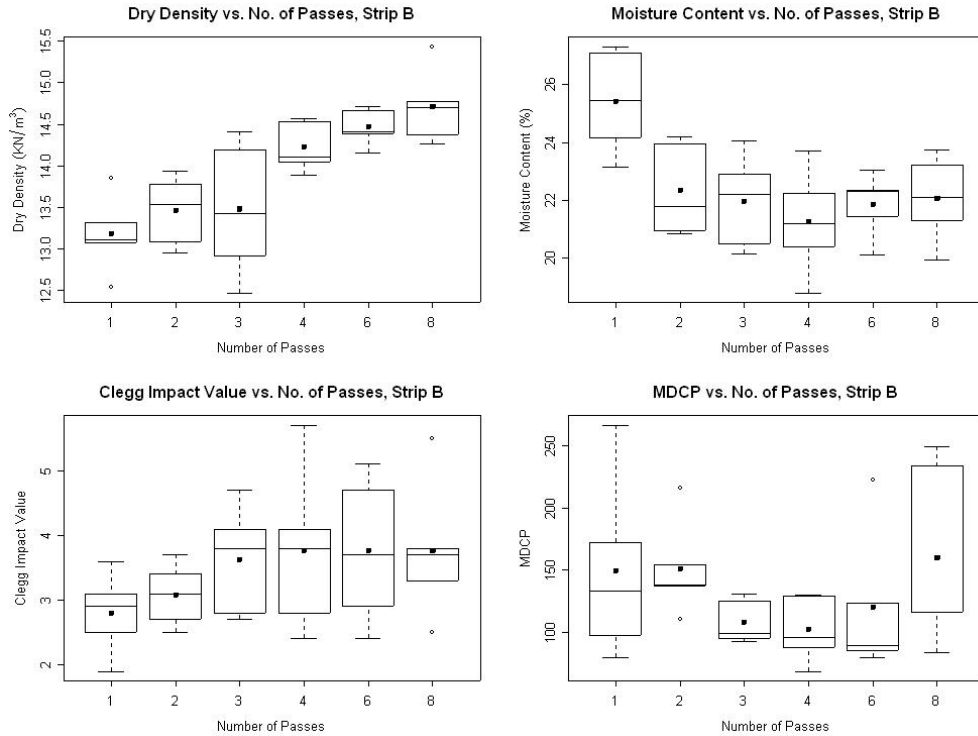 Dry Density vs. No. of Passes, Strip B
Dry Density (KN/m³)
15.5
15.0
14.5
14.0
13.5
13.0
12.5
1 2 3 4 6 8
Number of Passes
Moisture Content vs. No. of Passes, Strip B
Moisture Content (%)
26
24
22
20
1 2 3 4 6 8
Number of Passes
Clegg Impact Value vs. No. of Passes, Strip B
Clegg Impact Value
5
4
3
2
1 2 3 4 6 8
Number of Passes
MDCP vs. No. of Passes, Strip B
MDCP
250
200
150
100
1 2 3 4 6 8
Number of Passes